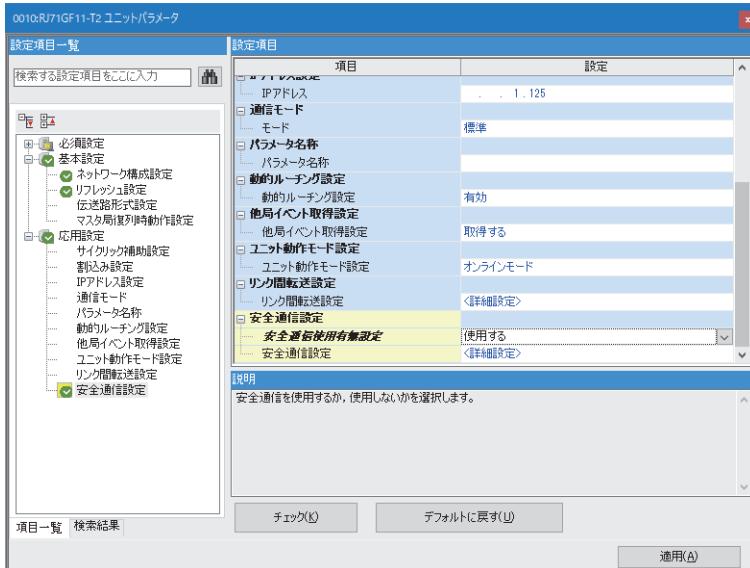 0010:RJ71GF11-T2 ユニットパラメータ
設定項目一覧
検索する設定項目をここに入力
必須設定
基本設定
ネットワーク構成設定
リフレッシュ設定
伝送路形式設定
マスタ局復列時動作設定
応用設定
サイクリック補助設定
割込み設定
IPアドレス設定
通信モード
パラメータ名称
動的ルーチング設定
他局イベント取得設定
ユニット動作モード設定
リンク間転送設定
安全通信設定
項目一覧 検索結果
設定項目
項目 設定
IPアドレス設定
IPアドレス . . 1 . 125
通信モード
モード 標準
パラメータ名称
パラメータ名称
動的ルーチング設定
動的ルーチング設定 有効
他局イベント取得設定
他局イベント取得設定 取得する
ユニット動作モード設定
ユニット動作モード設定 オンラインモード
リンク間転送設定
リンク間転送設定 <詳細設定>
安全通信設定
安全通信使用有無設定 使用する
安全通信設定 <詳細設定>
説明
安全通信を使用するか, 使用しないかを選択します。
チェック(K) デフォルトに戻す(U)
適用(A)